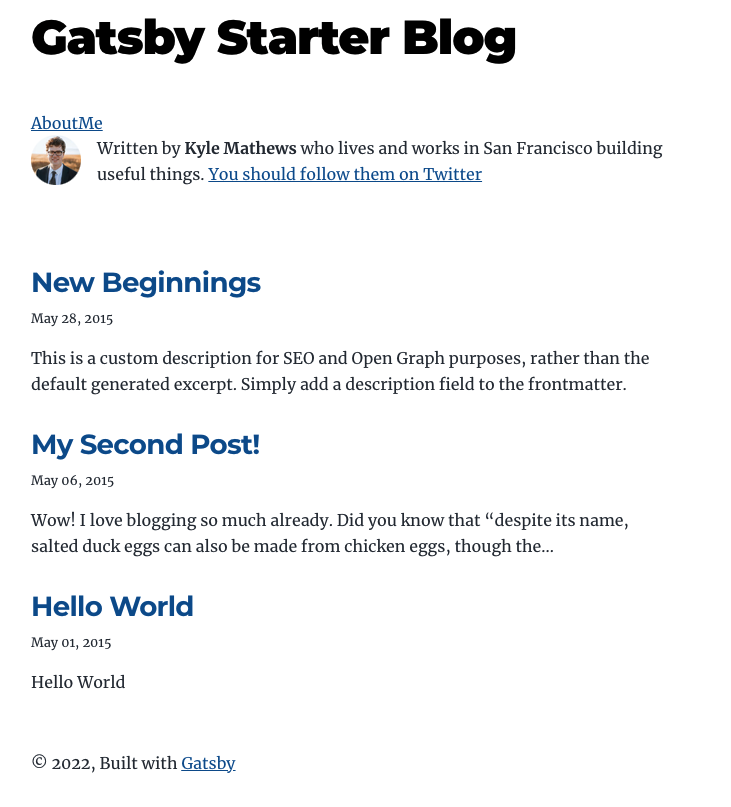 Gatsby Starter Blog
AboutMe
Written by Kyle Mathews who lives and works in San Francisco building
useful things. You should follow them on Twitter
New Beginnings
May 28, 2015
This is a custom description for SEO and Open Graph purposes, rather than the
default generated excerpt. Simply add a description field to the frontmatter.
My Second Post!
May 06, 2015
Wow! I love blogging so much already. Did you know that “despite its name,
salted duck eggs can also be made from chicken eggs, though the…
Hello World
May 01, 2015
Hello World
© 2022, Built with Gatsby